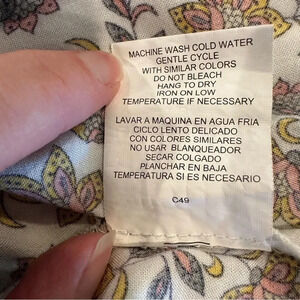 MACHINE WASH COLD WATER
GENTLE CYCLE
WITH SIMILAR COLORS
DO NOT BLEACH
HANG TO DRY
IRON ON LOW
TEMPERATURE IF NECESSARY
LAVAR A MAQUINA EN AGUA FRIA
CICLO LENTO DELICADO
CON COLORES SIMILARES
NO USAR BLANQUEADOR
SECAR COLGADO
PLANCHAR EN BAJA
TEMPERATURA SI ES NECESARIO
C49